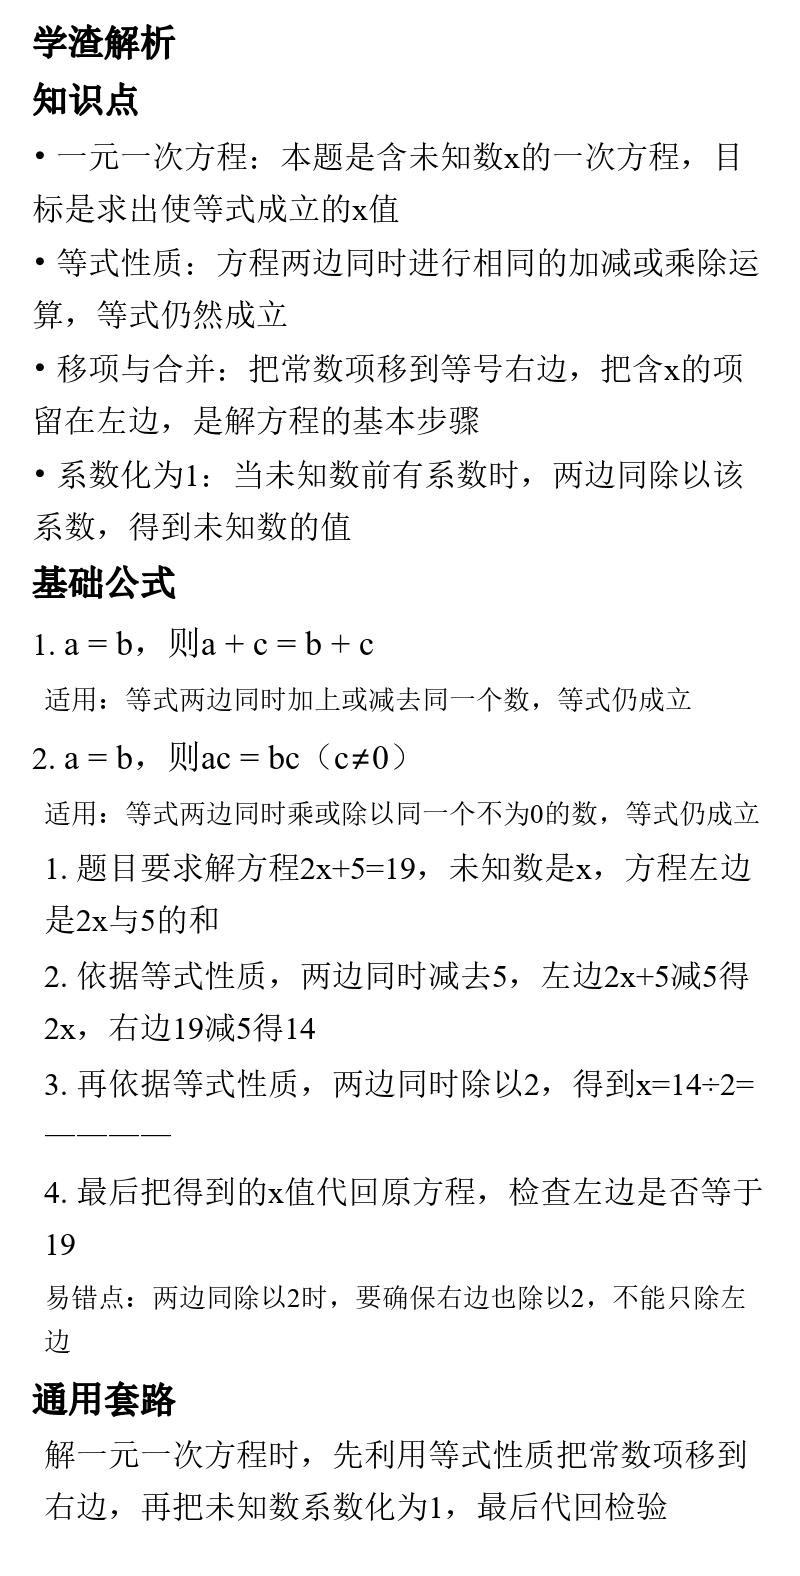 学渣解析
知识点
• 一元一次方程：本题是含未知数x的一次方程，目
标是求出使等式成立的x值
• 等式性质：方程两边同时进行相同的加减或乘除运
算，等式仍然成立
• 移项与合并：把常数项移到等号右边，把含x的项
留在左边，是解方程的基本步骤
• 系数化为1：当未知数前有系数时，两边同除以该
系数，得到未知数的值
基础公式
1. a = b，则a + c = b + c
适用：等式两边同时加上或减去同一个数，等式仍成立
2. a = b，则ac = bc（c≠0）
适用：等式两边同时乘或除以同一个不为0的数，等式仍成立
1. 题目要求解方程2x+5=19，未知数是x，方程左边
是2x与5的和
2. 依据等式性质，两边同时减去5，左边2x+5减5得
2x，右边19减5得14
3. 再依据等式性质，两边同时除以2，得到x=14÷2=
————
4. 最后把得到的x值代回原方程，检查左边是否等于
19
易错点：两边同除以2时，要确保右边也除以2，不能只除左
边
通用套路
解一元一次方程时，先利用等式性质把常数项移到
右边，再把未知数系数化为1，最后代回检验